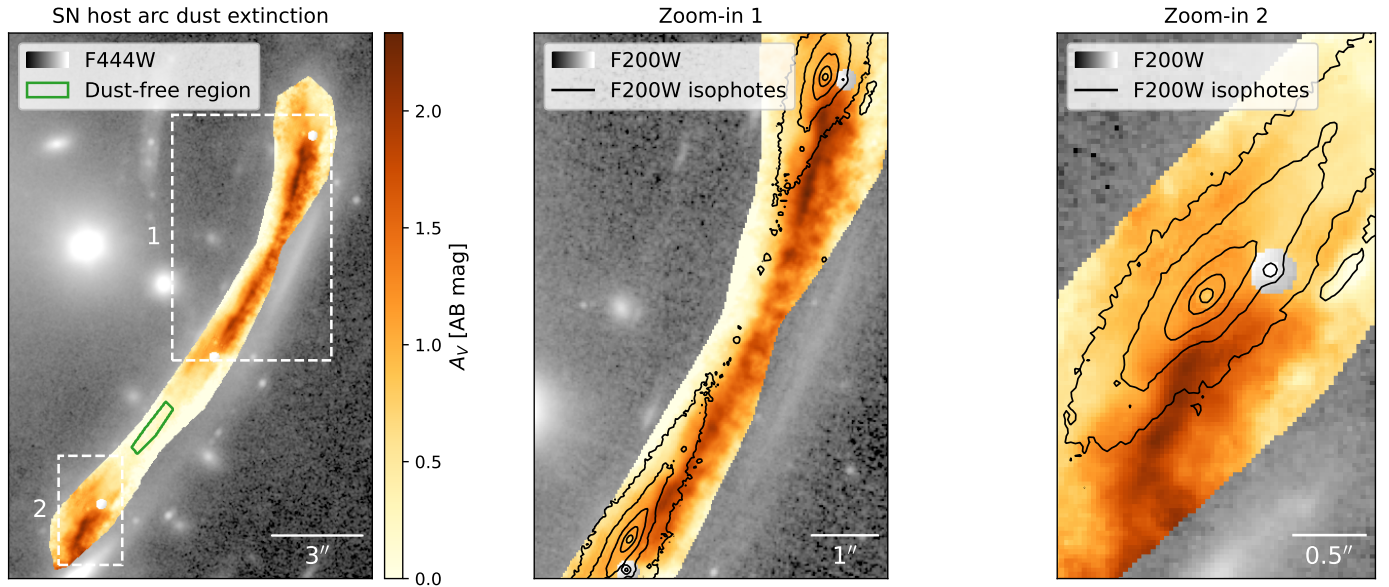 SN host arc dust extinction
F444W
Dust-free region
1
2
3″
2.0
1.5
1.0
0.5
0.0
A_V [AB mag]
Zoom-in 1
F200W
F200W isophotes
1″
Zoom-in 2
F200W
F200W isophotes
0.5″